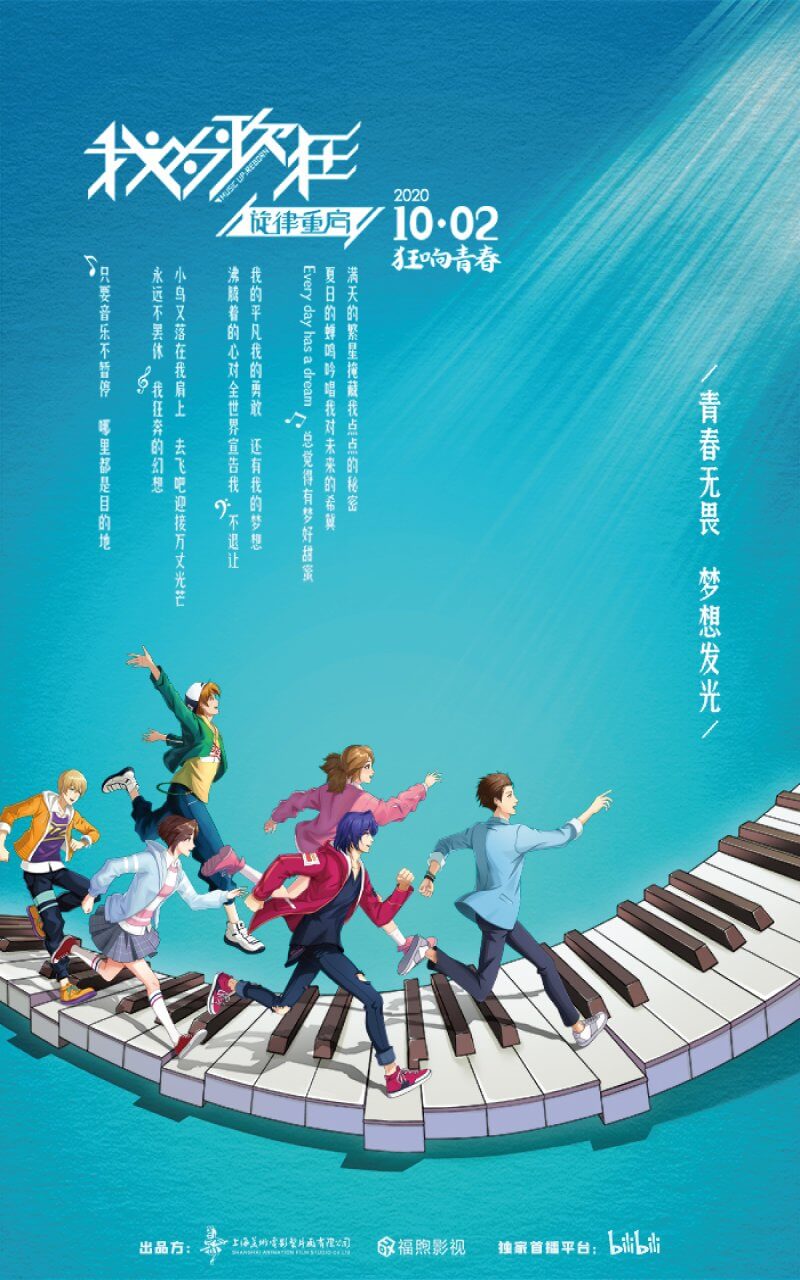 我的歌狂
MUSIC UP: REBORN
旋律重启
2020
10·02
狂响青春
满天的繁星掩藏我点点的秘密
夏日的蝉鸣吟唱我对未来的希冀
Every day has a dream 总觉得有梦好甜蜜
我的平凡我的勇敢 还有我的梦想
沸腾着的心对全世界宣告我 不退让
小鸟又落在我肩上 去飞吧迎接万丈光芒
永远不罢休 我狂奔的幻想
只要音乐不暂停 哪里都是目的地
/青春无畏 梦想发光/
出品方: 上海美术电影制片厂有限公司 福煦影视 独家首播平台: bilibili
SHANGHAI ANIMATION FILM STUDIO CO LTD